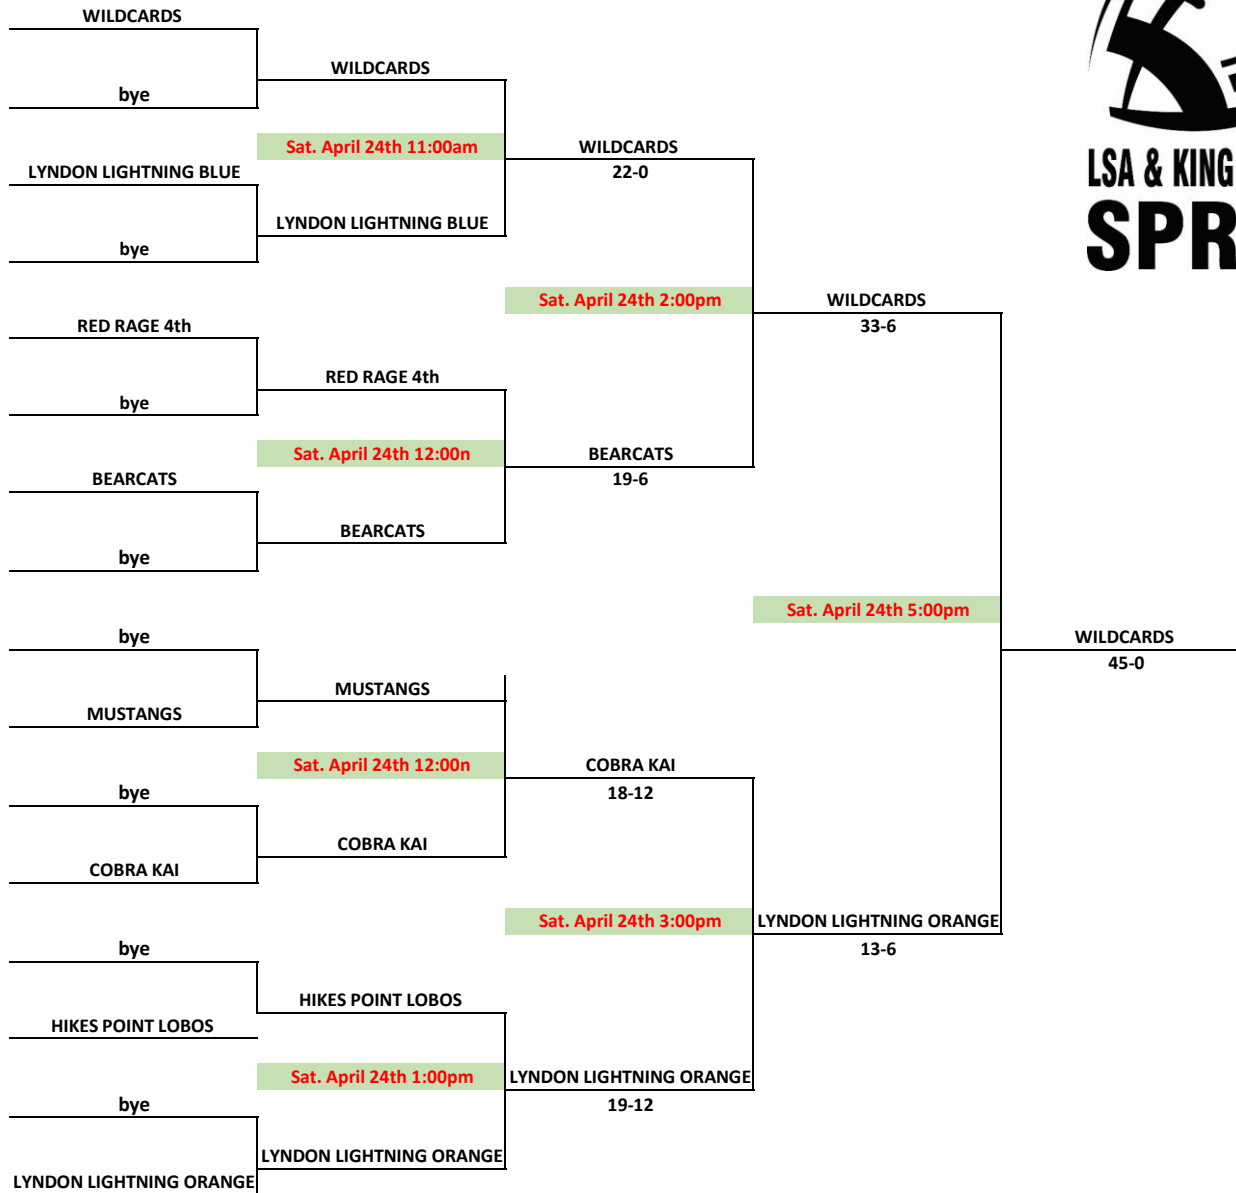 WILDCARDS
WILDCARDS
bye
Sat. April 24th 11:00am
WILDCARDS
LYNDON LIGHTNING BLUE
22-0
LYNDON LIGHTNING BLUE
bye
LSA & KING
SPR
Sat. April 24th 2:00pm
WILDCARDS
RED RAGE 4th
33-6
RED RAGE 4th
bye
Sat. April 24th 12:00n
BEARCATS
BEARCATS
19-6
BEARCATS
bye
Sat. April 24th 5:00pm
bye
WILDCARDS
45-0
MUSTANGS
MUSTANGS
Sat. April 24th 12:00n
COBRA KAI
bye
18-12
COBRA KAI
COBRA KAI
Sat. April 24th 3:00pm
LYNDON LIGHTNING ORANGE
bye
13-6
HIKES POINT LOBOS
HIKES POINT LOBOS
Sat. April 24th 1:00pm
LYNDON LIGHTNING ORANGE
bye
19-12
LYNDON LIGHTNING ORANGE
LYNDON LIGHTNING ORANGE